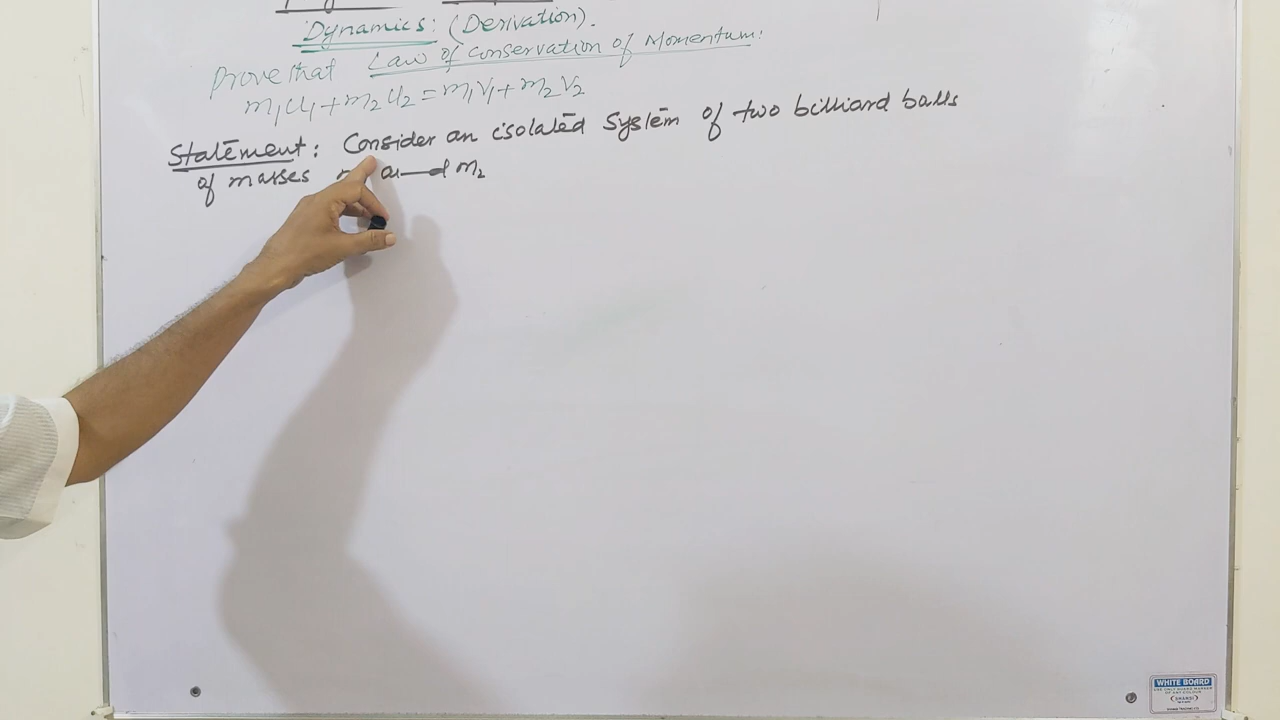 Dynamics: (Derivation).
Prove that Law of Conservation of Momentum:
m₁U₁+m₂U₂=m₁V₁+m₂V₂
Statement: Consider an isolated System of two billiard balls
of masses and m₂
WHITE BOARD